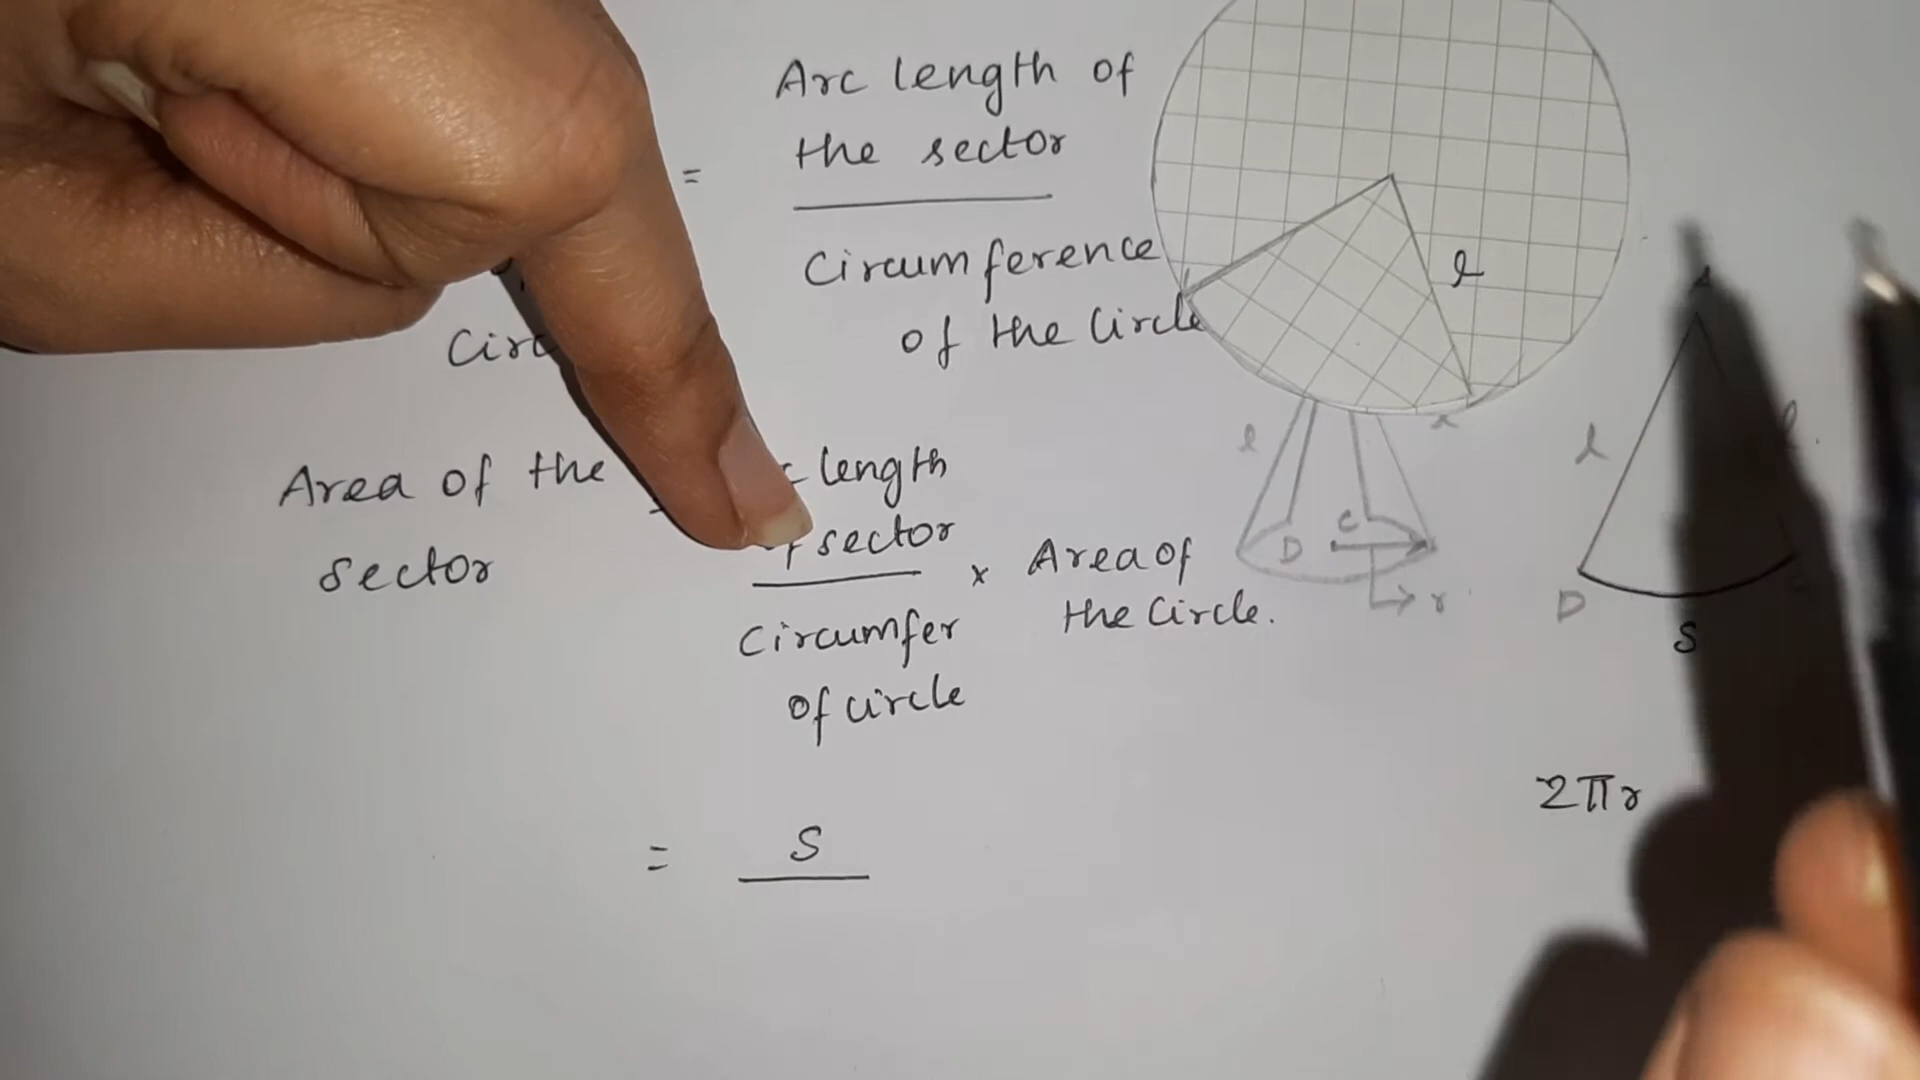 Arc length of
the sector
=
Circumference
of the Circle
l
Area of the
sector
length
sector
Circumfer
of circle
× Area of
the Circle.
l
D
C
r
l
l
D
S
2πr
= S